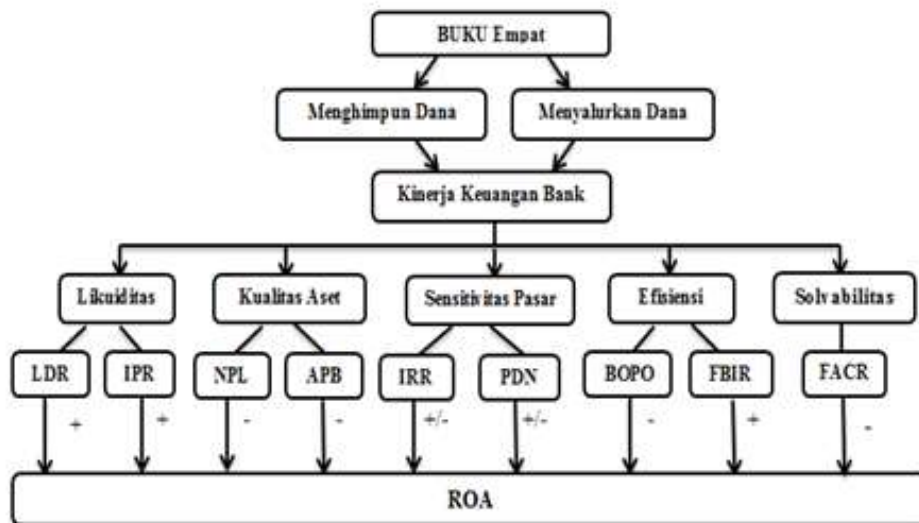 BUKU Empat
Menghimpun Dana Menyalurkan Dana
Kinerja Keuangan Bank
Likuiditas Kualitas Aset Sensitivitas Pasar Efisiensi Solvabilitas
LDR IPR NPL APB IRR PDN BOPO FBIR FACR
+ + - - +/- +/- - + -
ROA